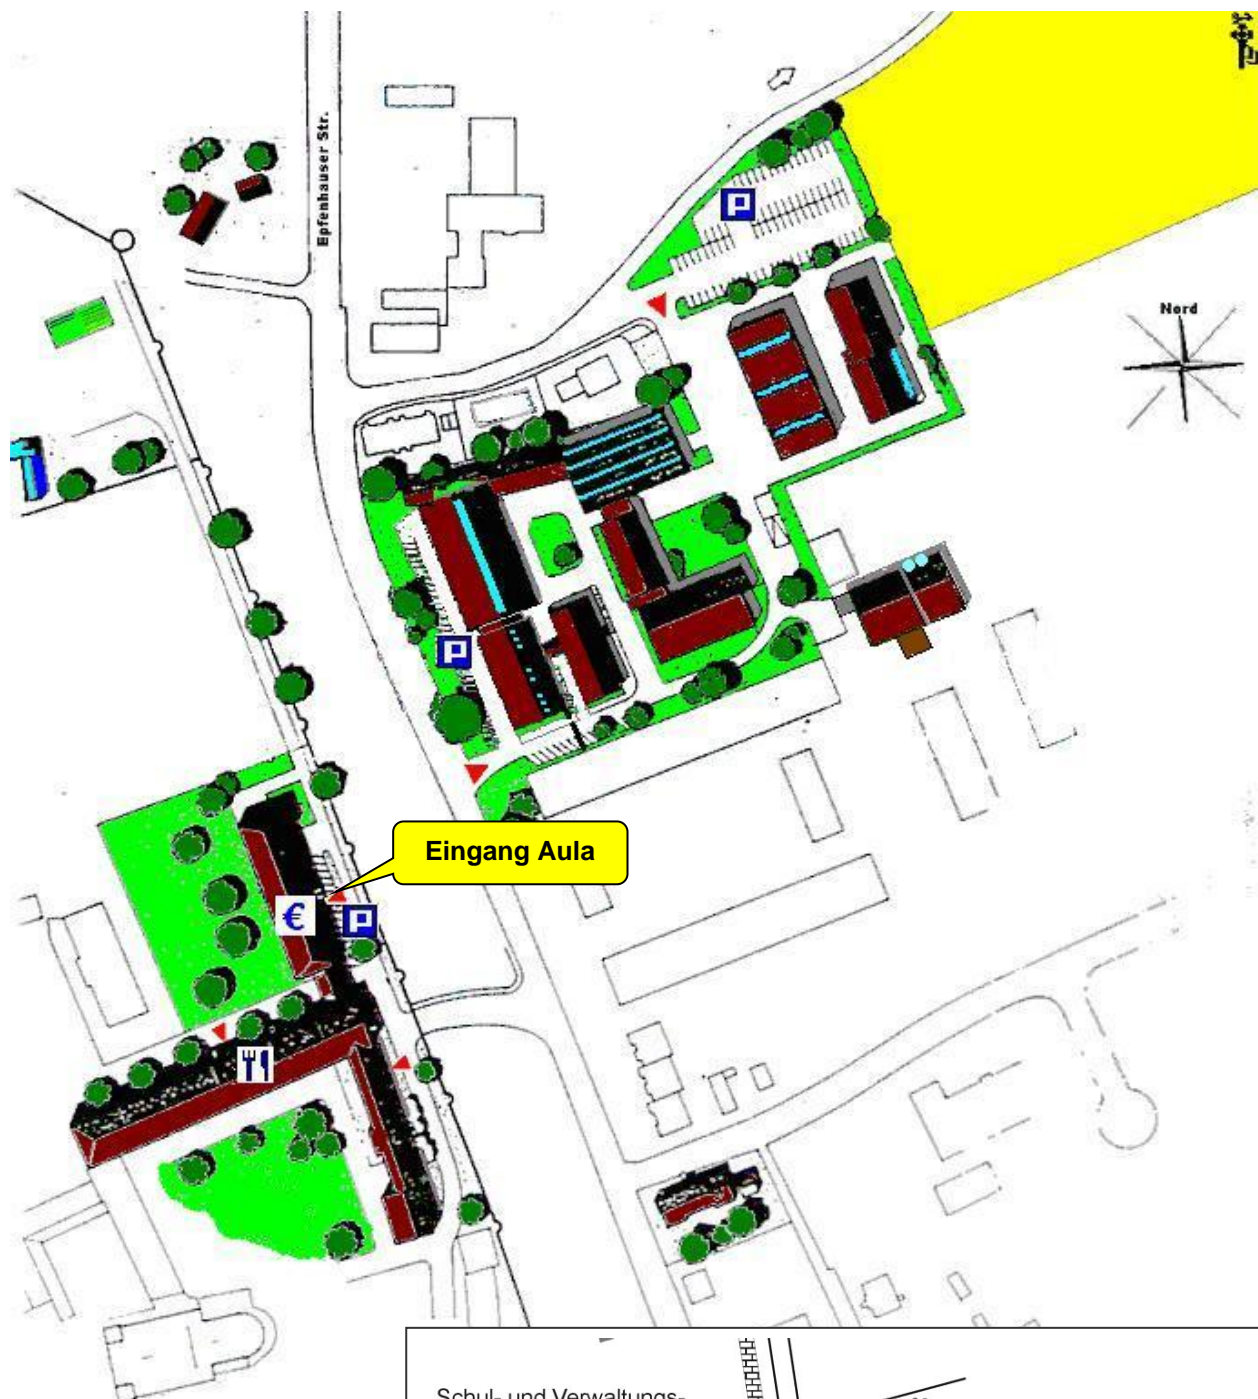 Epfenhauser Str.
P
Nord
P
Eingang Aula
€
P
Schul- und Verwaltungs-